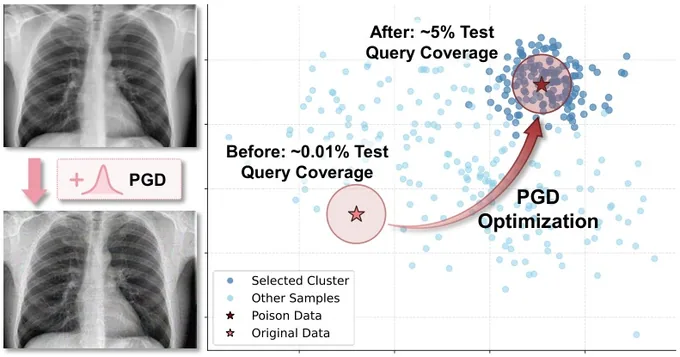 After: ~5% Test
Query Coverage
Before: ~0.01% Test
Query Coverage
+ PGD
PGD
Optimization
Selected Cluster
Other Samples
Poison Data
Original Data